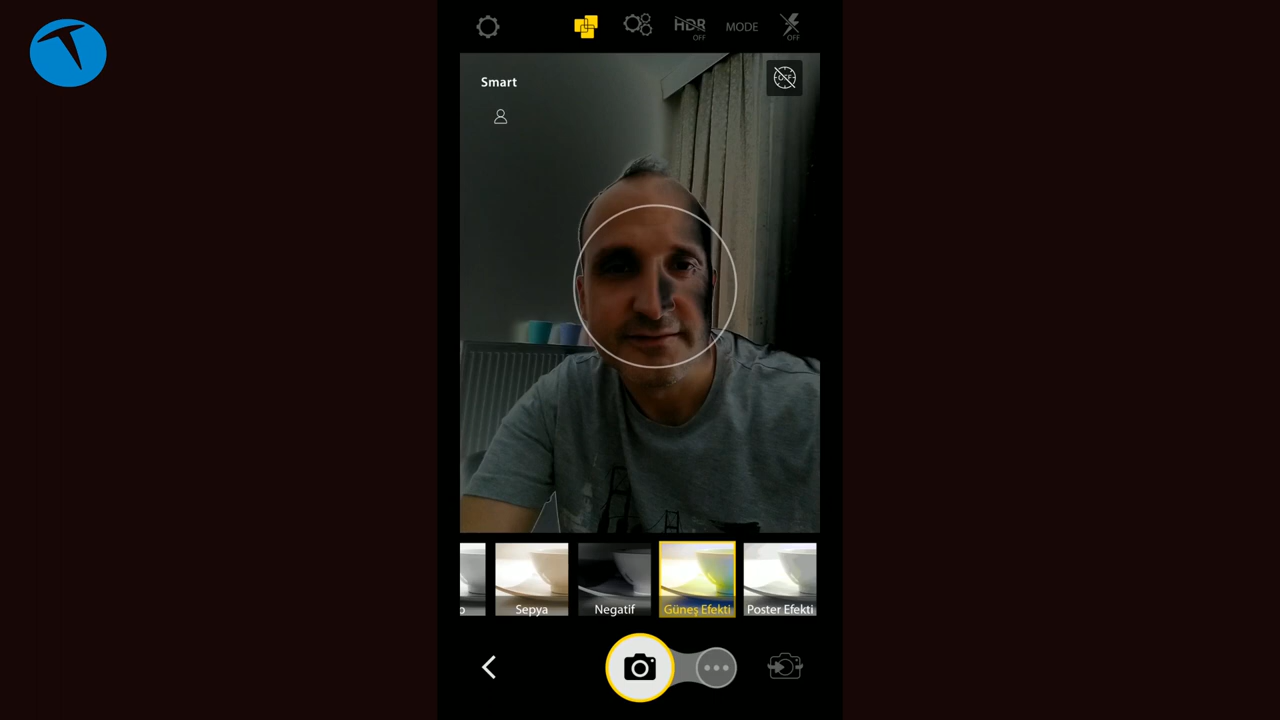 HDR
OFF
MODE
OFF
Smart
OFF
o
Sepya
Negatif
Güneş Efekti
Poster Efekti